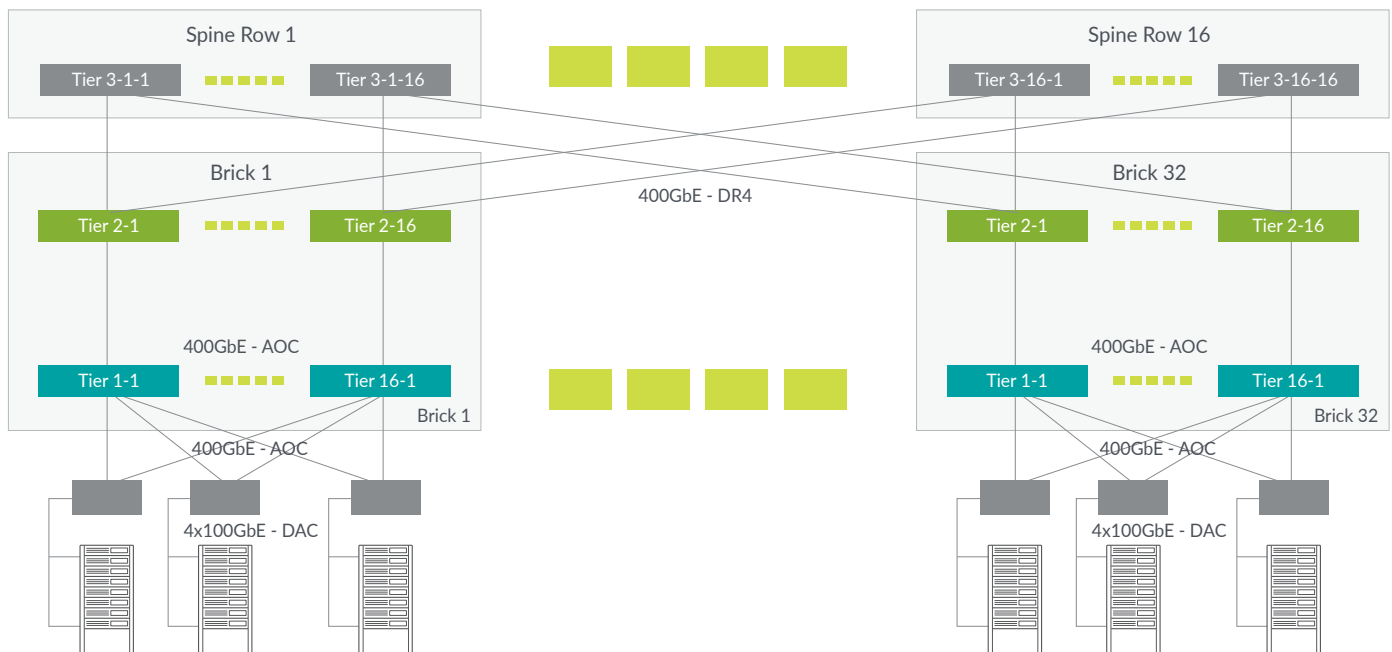 Spine Row 1
Spine Row 16
Tier 3-1-1
Tier 3-1-16
Tier 3-16-1
Tier 3-16-16
Brick 1
Brick 32
400GbE - DR4
Tier 2-1
Tier 2-16
Tier 2-1
Tier 2-16
400GbE - AOC
400GbE - AOC
Tier 1-1
Tier 16-1
Tier 1-1
Tier 16-1
Brick 1
Brick 32
400GbE - AOC
400GbE - AOC
4x100GbE - DAC
4x100GbE - DAC